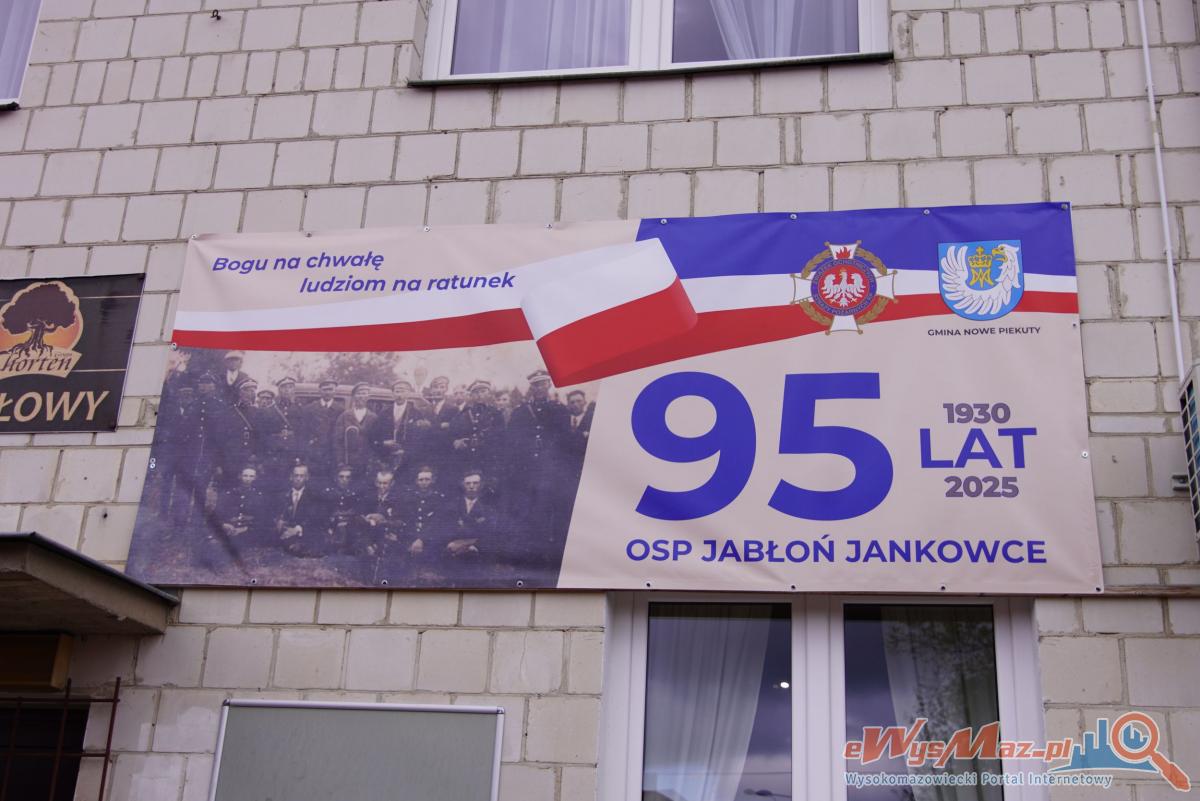 Bogu na chwałę
ludziom na ratunek
GMINA NOWE PIEKUTY
95
1930
LAT
2025
OSP JABŁOŃ JANKOWCE
Horten
ŁOWY
eWysMaz.pl
Wysokomazowiecki Portal Internetowy